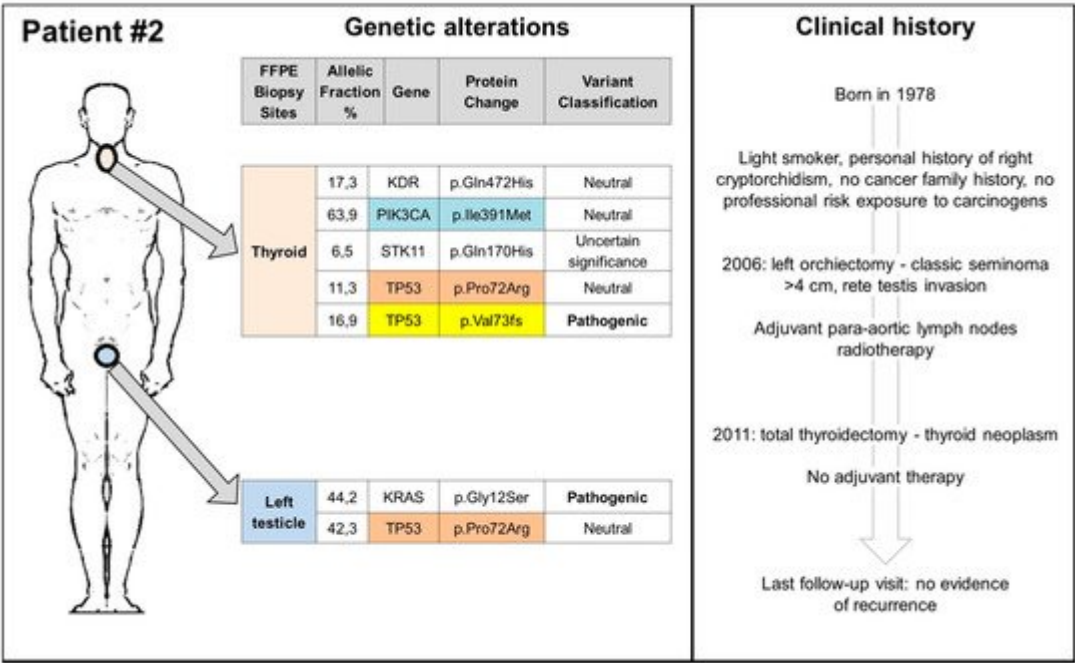 Patient #2
Genetic alterations
FFPE Biopsy Sites | Allelic Fraction % | Gene | Protein Change | Variant Classification
Thyroid
17,3 | KDR | p.Gln472His | Neutral
63,9 | PIK3CA | p.Ile391Met | Neutral
6,5 | STK11 | p.Gln170His | Uncertain significance
11,3 | TP53 | p.Pro72Arg | Neutral
16,9 | TP53 | p.Val73fs | Pathogenic
Left testicle
44,2 | KRAS | p.Gly12Ser | Pathogenic
42,3 | TP53 | p.Pro72Arg | Neutral
Clinical history
Born in 1978
Light smoker, personal history of right
cryptorchidism, no cancer family history, no
professional risk exposure to carcinogens
2006: left orchiectomy - classic seminoma
>4 cm, rete testis invasion
Adjuvant para-aortic lymph nodes
radiotherapy
2011: total thyroidectomy - thyroid neoplasm
No adjuvant therapy
Last follow-up visit: no evidence
of recurrence